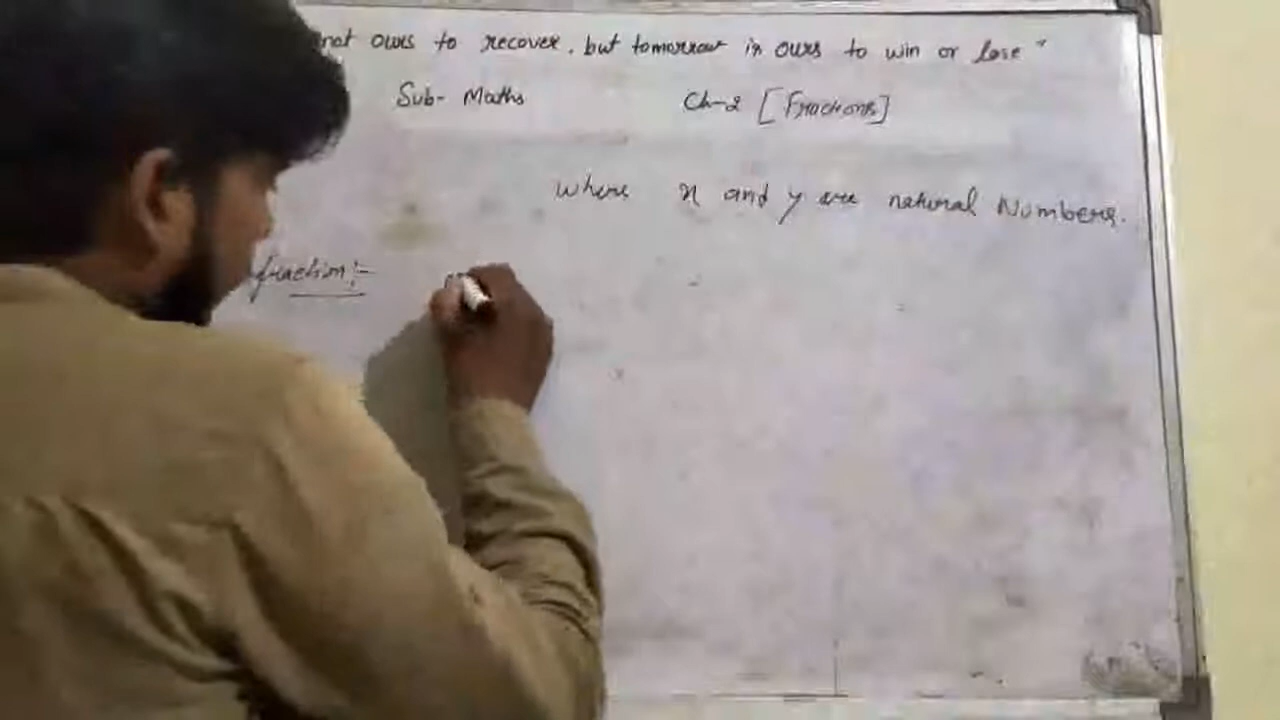 not ours to recover, but tomorrow is ours to win or lose"
Sub- Maths Ch-2 [Fractions]
where x and y are natural Numbers.
fraction:-